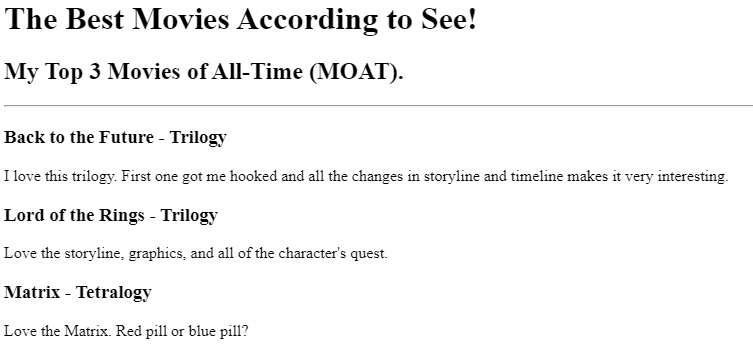 The Best Movies According to See!
My Top 3 Movies of All-Time (MOAT).
Back to the Future - Trilogy
I love this trilogy. First one got me hooked and all the changes in storyline and timeline makes it very interesting.
Lord of the Rings - Trilogy
Love the storyline, graphics, and all of the character's quest.
Matrix - Tetralogy
Love the Matrix. Red pill or blue pill?